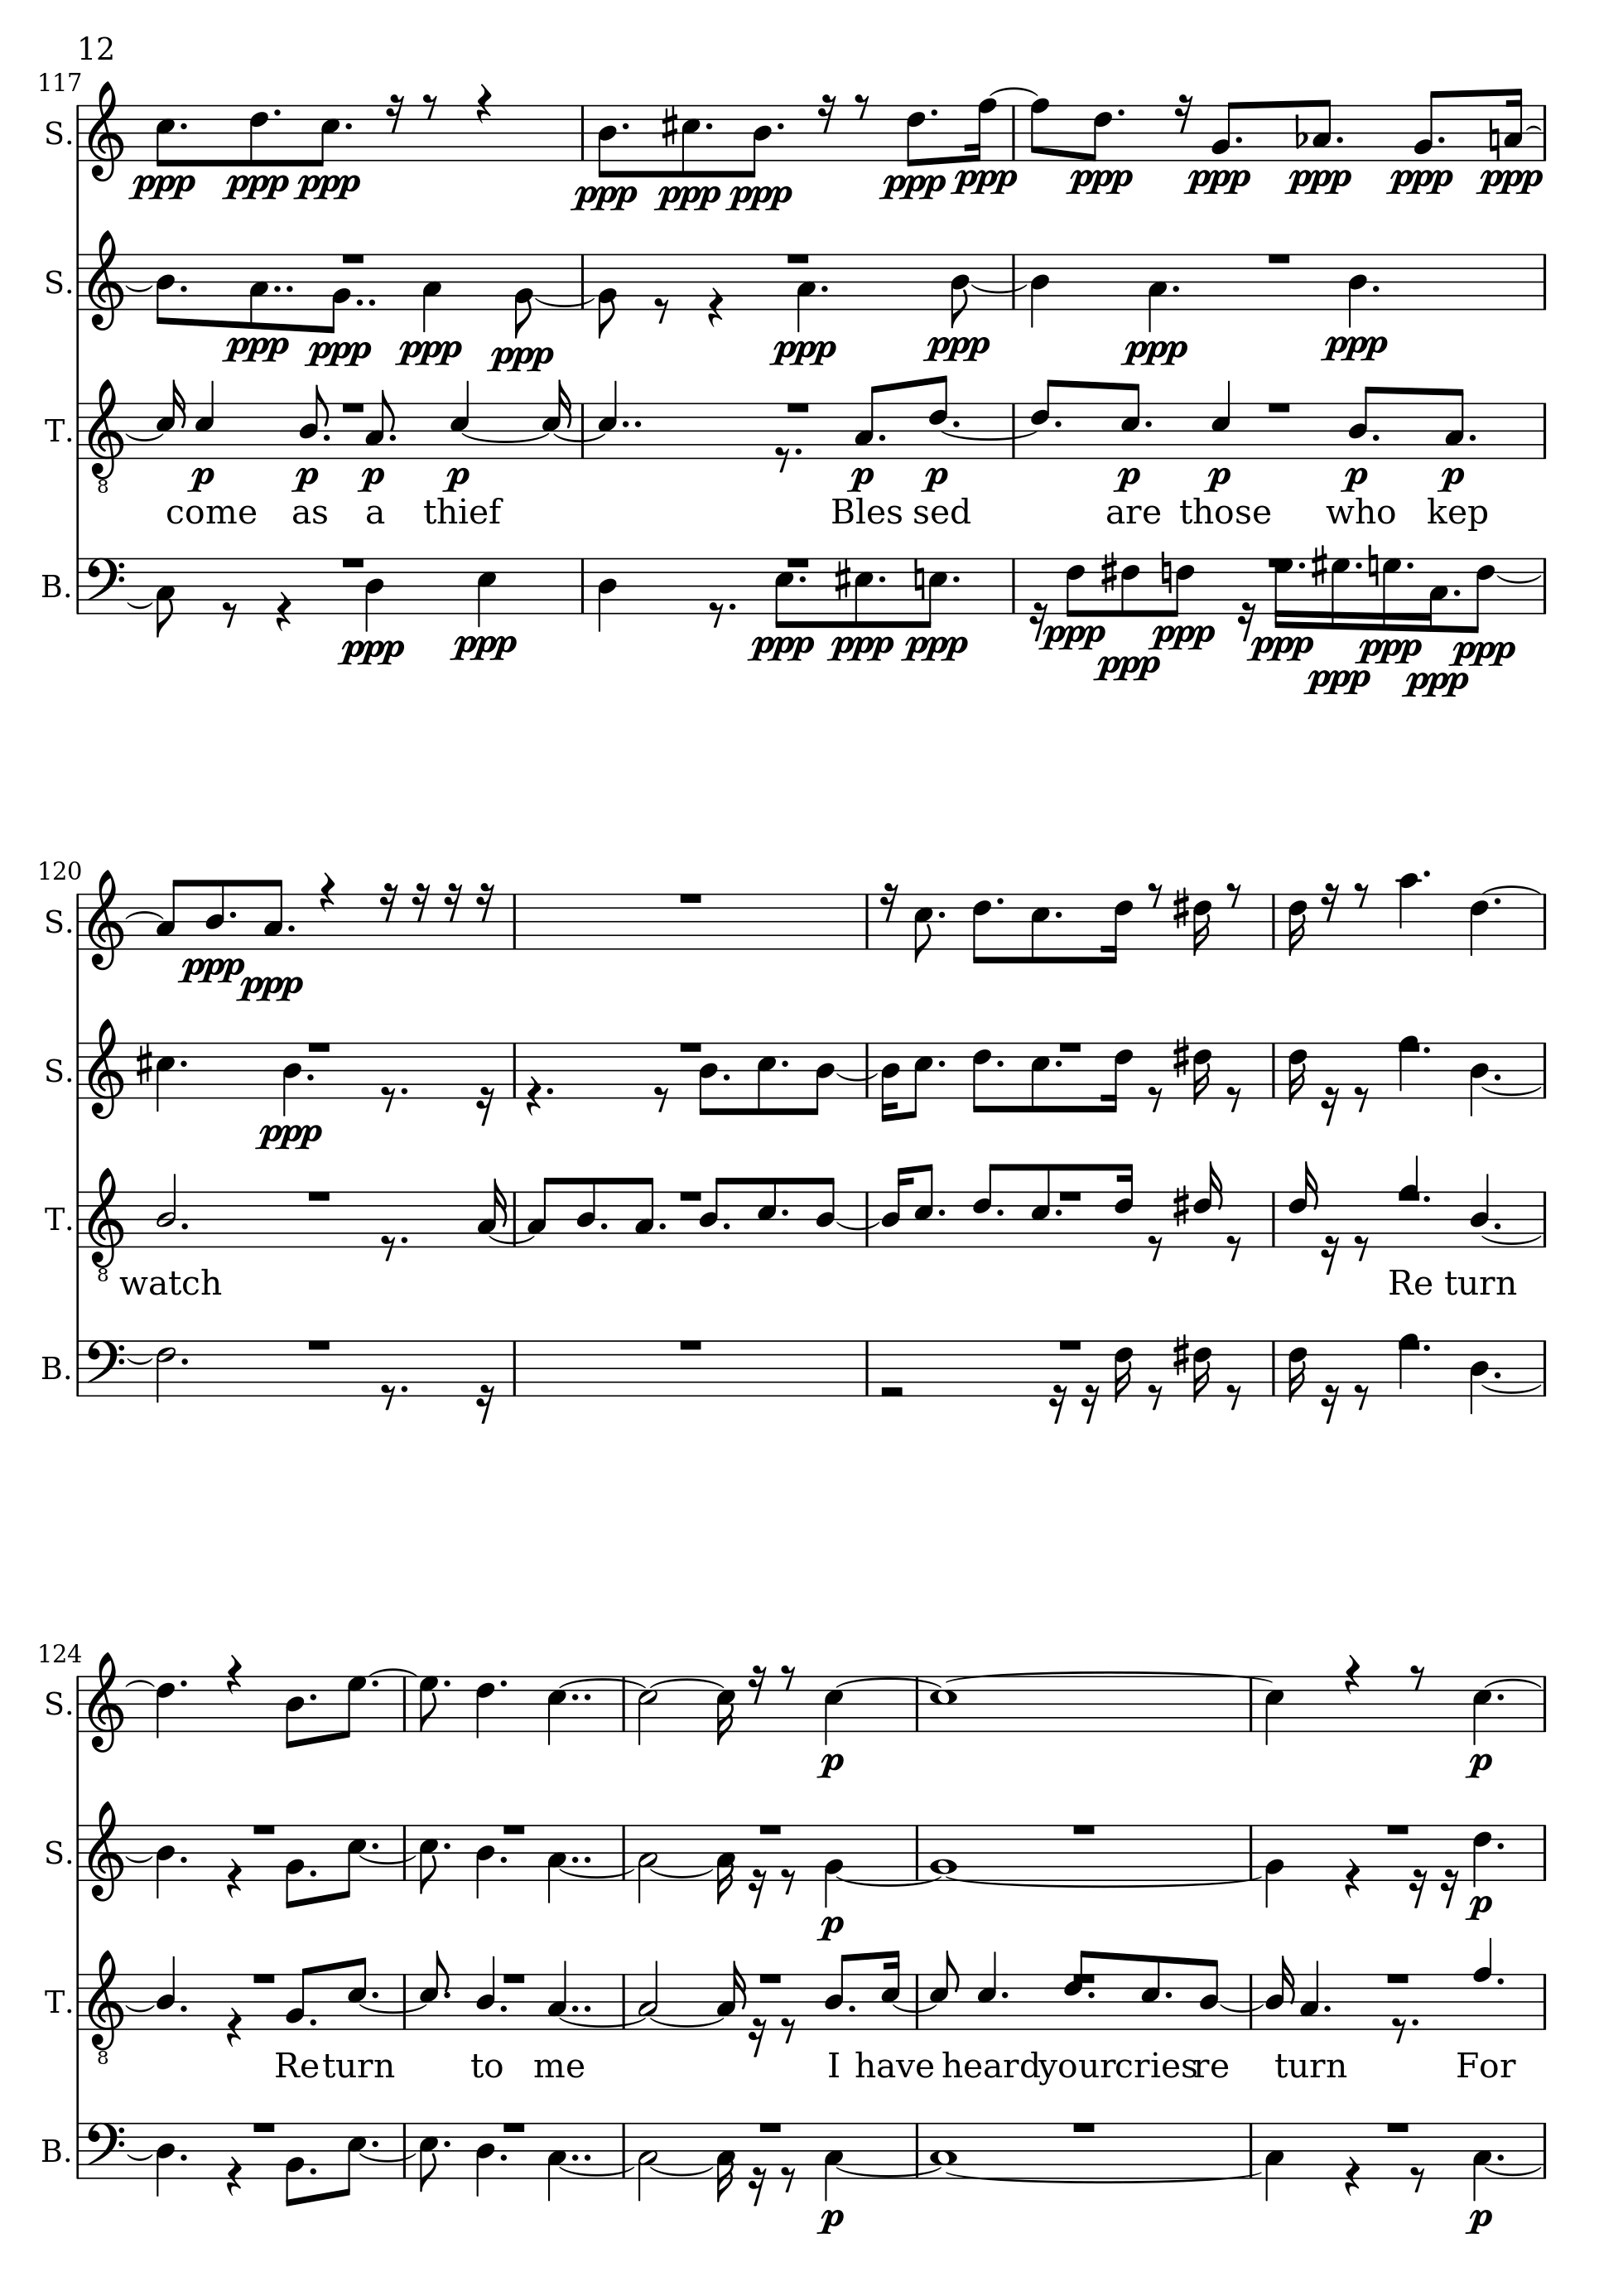 12
117
S.
ppp ppp ppp ppp ppp ppp ppp ppp ppp ppp ppp ppp ppp
S.
ppp ppp ppp ppp ppp ppp ppp ppp
T.
8
p p p p p p p p p p
come as a thief Bles sed are those who kep
B.
ppp ppp ppp ppp ppp ppp ppp ppp ppp ppp ppp ppp ppp
120
S.
ppp ppp
S.
ppp
T.
8
watch Re turn
B.
124
S.
p p
S.
p p
T.
8
Re turn to me I have heard your cries re turn For
B.
p p